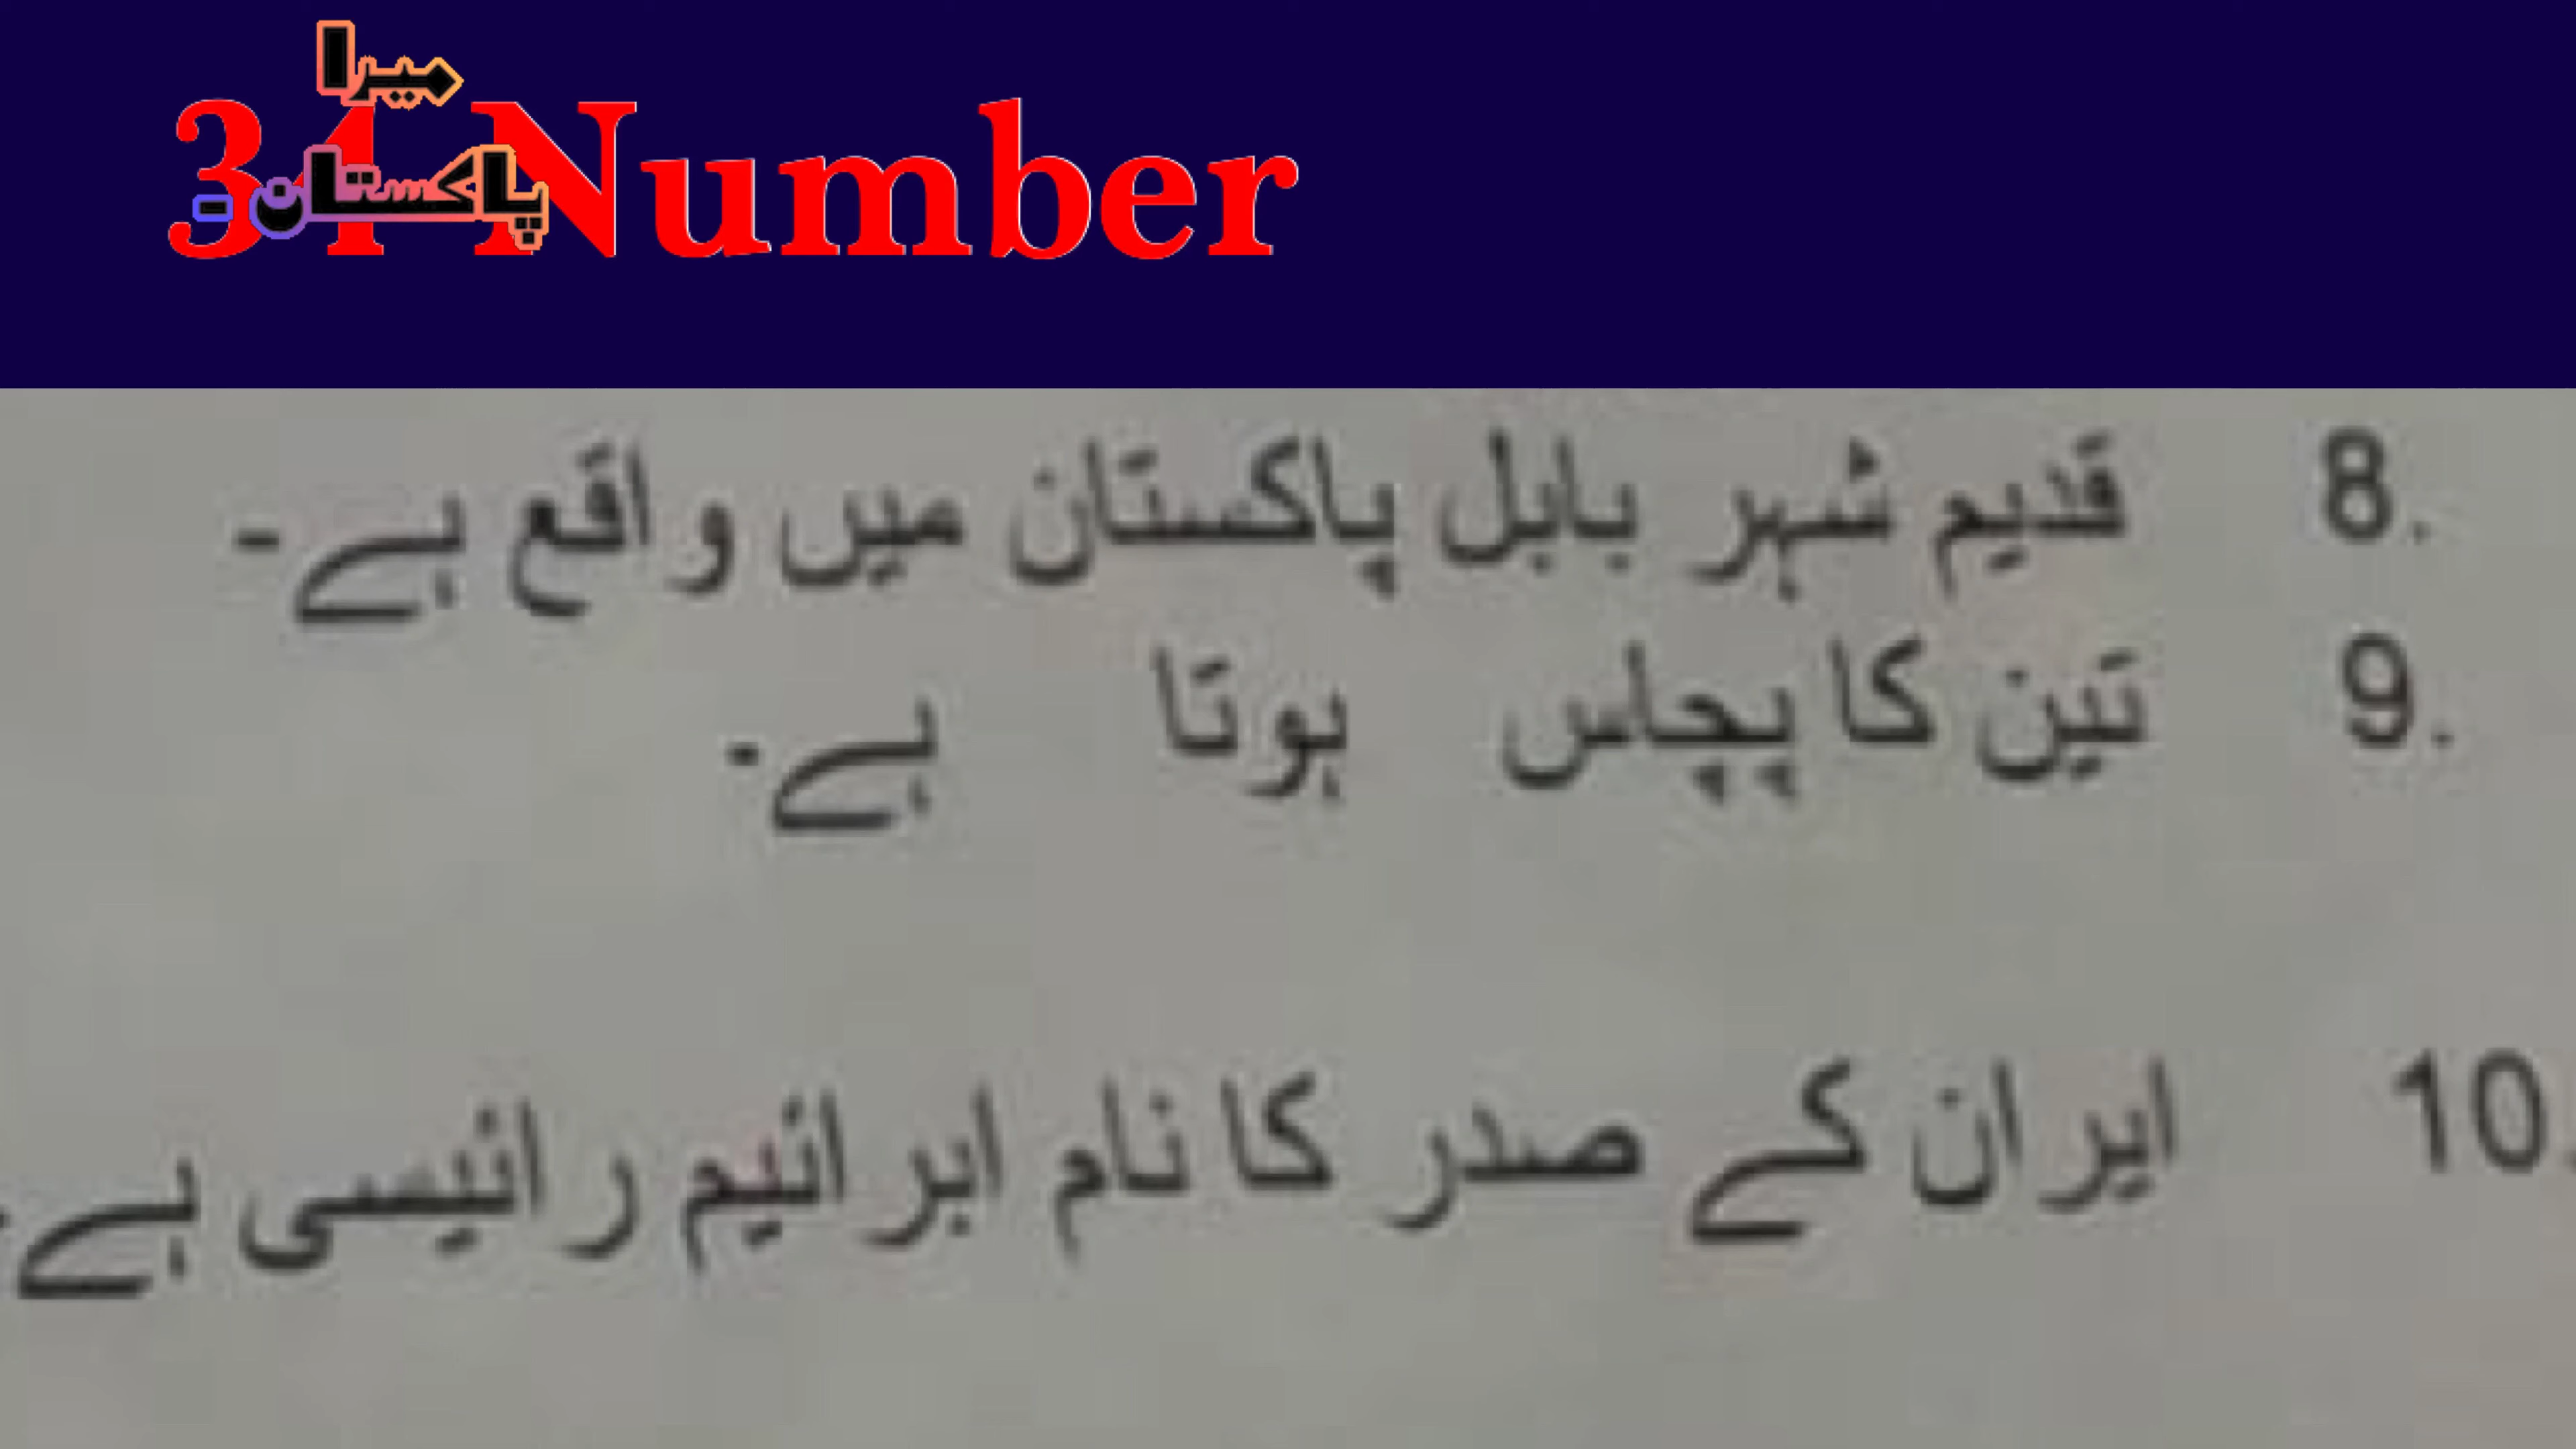 میرا
34 Number
پاکستان۔
8. قدیم شہر بابل پاکستان میں واقع ہے۔
9. تین کا پچاس ہوتا ہے۔
10. ایران کے صدر کا نام ابرائیم رائیسی ہے۔